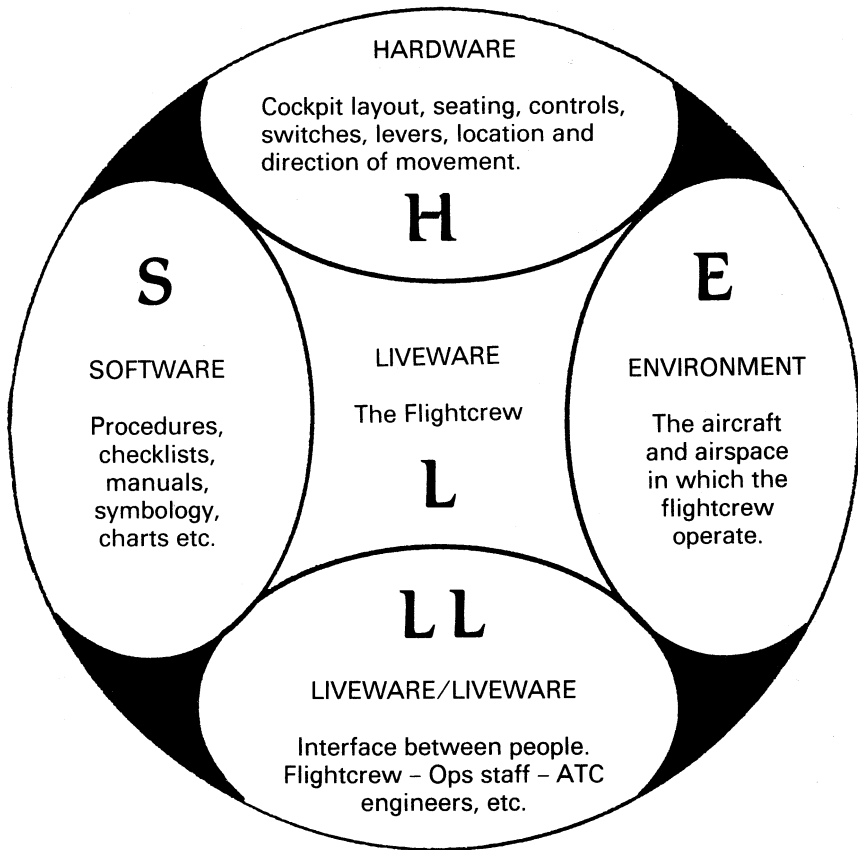 HARDWARE
Cockpit layout, seating, controls,
switches, levers, location and
direction of movement.
H
S
SOFTWARE
Procedures,
checklists,
manuals,
symbology,
charts etc.
LIVEWARE
The Flightcrew
L
E
ENVIRONMENT
The aircraft
and airspace
in which the
flightcrew
operate.
L L
LIVEWARE/LIVEWARE
Interface between people.
Flightcrew – Ops staff – ATC
engineers, etc.